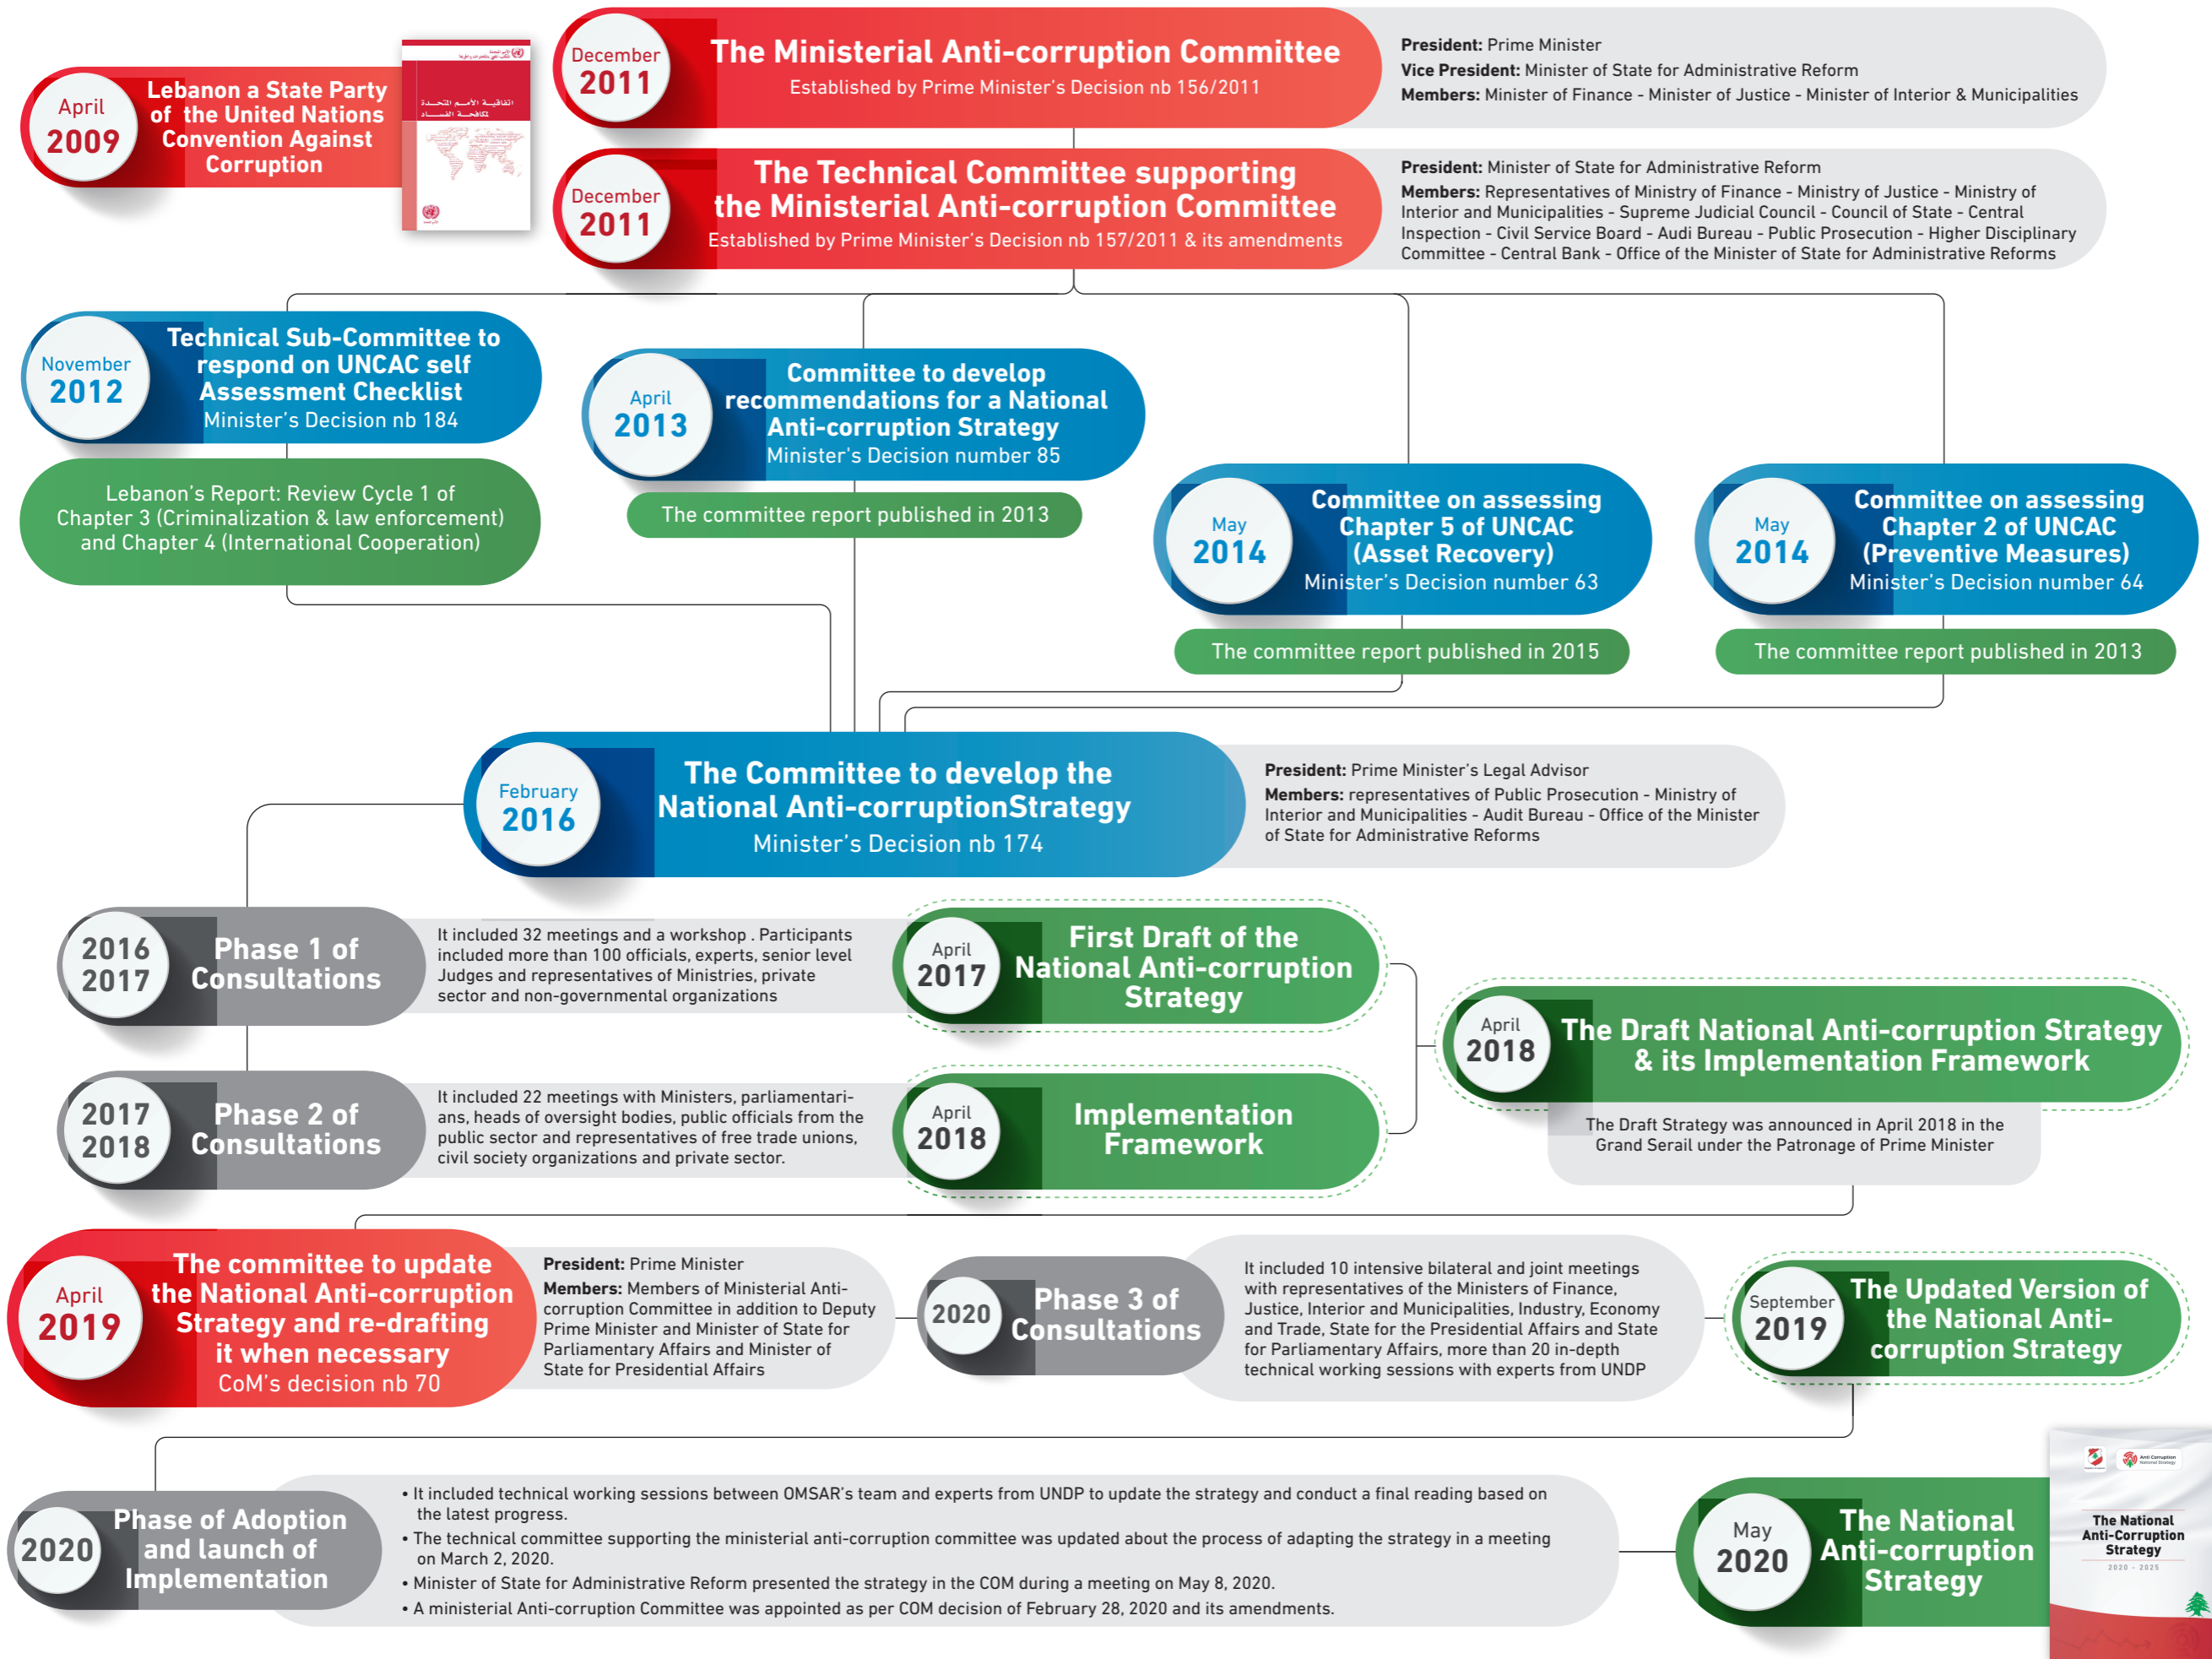 April
2009
Lebanon a State Party
of the United Nations
Convention Against
Corruption
اتفاقية الأمم المتحدة
لمكافحة الفساد
December
2011
The Ministerial Anti-corruption Committee
Established by Prime Minister's Decision nb 156/2011
President: Prime Minister
Vice President: Minister of State for Administrative Reform
Members: Minister of Finance - Minister of Justice - Minister of Interior & Municipalities
December
2011
The Technical Committee supporting
the Ministerial Anti-corruption Committee
Established by Prime Minister's Decision nb 157/2011 & its amendments
President: Minister of State for Administrative Reform
Members: Representatives of Ministry of Finance - Ministry of Justice - Ministry of
Interior and Municipalities - Supreme Judicial Council - Council of State - Central
Inspection - Civil Service Board - Audi Bureau - Public Prosecution - Higher Disciplinary
Committee - Central Bank - Office of the Minister of State for Administrative Reforms
November
2012
Technical Sub-Committee to
respond on UNCAC self
Assessment Checklist
Minister's Decision nb 184
Lebanon's Report: Review Cycle 1 of
Chapter 3 (Criminalization & law enforcement)
and Chapter 4 (International Cooperation)
April
2013
Committee to develop
recommendations for a National
Anti-corruption Strategy
Minister's Decision number 85
The committee report published in 2013
May
2014
Committee on assessing
Chapter 5 of UNCAC
(Asset Recovery)
Minister's Decision number 63
The committee report published in 2015
May
2014
Committee on assessing
Chapter 2 of UNCAC
(Preventive Measures)
Minister's Decision number 64
The committee report published in 2013
February
2016
The Committee to develop the
National Anti-corruptionStrategy
Minister's Decision nb 174
President: Prime Minister's Legal Advisor
Members: representatives of Public Prosecution - Ministry of
Interior and Municipalities - Audit Bureau - Office of the Minister
of State for Administrative Reforms
2016
2017
Phase 1 of
Consultations
It included 32 meetings and a workshop . Participants
included more than 100 officials, experts, senior level
Judges and representatives of Ministries, private
sector and non-governmental organizations
April
2017
First Draft of the
National Anti-corruption
Strategy
2017
2018
Phase 2 of
Consultations
It included 22 meetings with Ministers, parliamentari-
ans, heads of oversight bodies, public officials from the
public sector and representatives of free trade unions,
civil society organizations and private sector.
April
2018
Implementation
Framework
April
2018
The Draft National Anti-corruption Strategy
& its Implementation Framework
The Draft Strategy was announced in April 2018 in the
Grand Serail under the Patronage of Prime Minister
April
2019
The committee to update
the National Anti-corruption
Strategy and re-drafting
it when necessary
CoM's decision nb 70
President: Prime Minister
Members: Members of Ministerial Anti-
corruption Committee in addition to Deputy
Prime Minister and Minister of State for
Parliamentary Affairs and Minister of
State for Presidential Affairs
2020
Phase 3 of
Consultations
It included 10 intensive bilateral and joint meetings
with representatives of the Ministers of Finance,
Justice, Interior and Municipalities, Industry, Economy
and Trade, State for the Presidential Affairs and State
for Parliamentary Affairs, more than 20 in-depth
technical working sessions with experts from UNDP
September
2019
The Updated Version of
the National Anti-
corruption Strategy
2020
Phase of Adoption
and launch of
Implementation
• It included technical working sessions between OMSAR's team and experts from UNDP to update the strategy and conduct a final reading based on
the latest progress.
• The technical committee supporting the ministerial anti-corruption committee was updated about the process of adapting the strategy in a meeting
on March 2, 2020.
• Minister of State for Administrative Reform presented the strategy in the COM during a meeting on May 8, 2020.
• A ministerial Anti-corruption Committee was appointed as per COM decision of February 28, 2020 and its amendments.
May
2020
The National
Anti-corruption
Strategy
Anti Corruption
National Strategy
The National
Anti-Corruption
Strategy
2020 - 2025